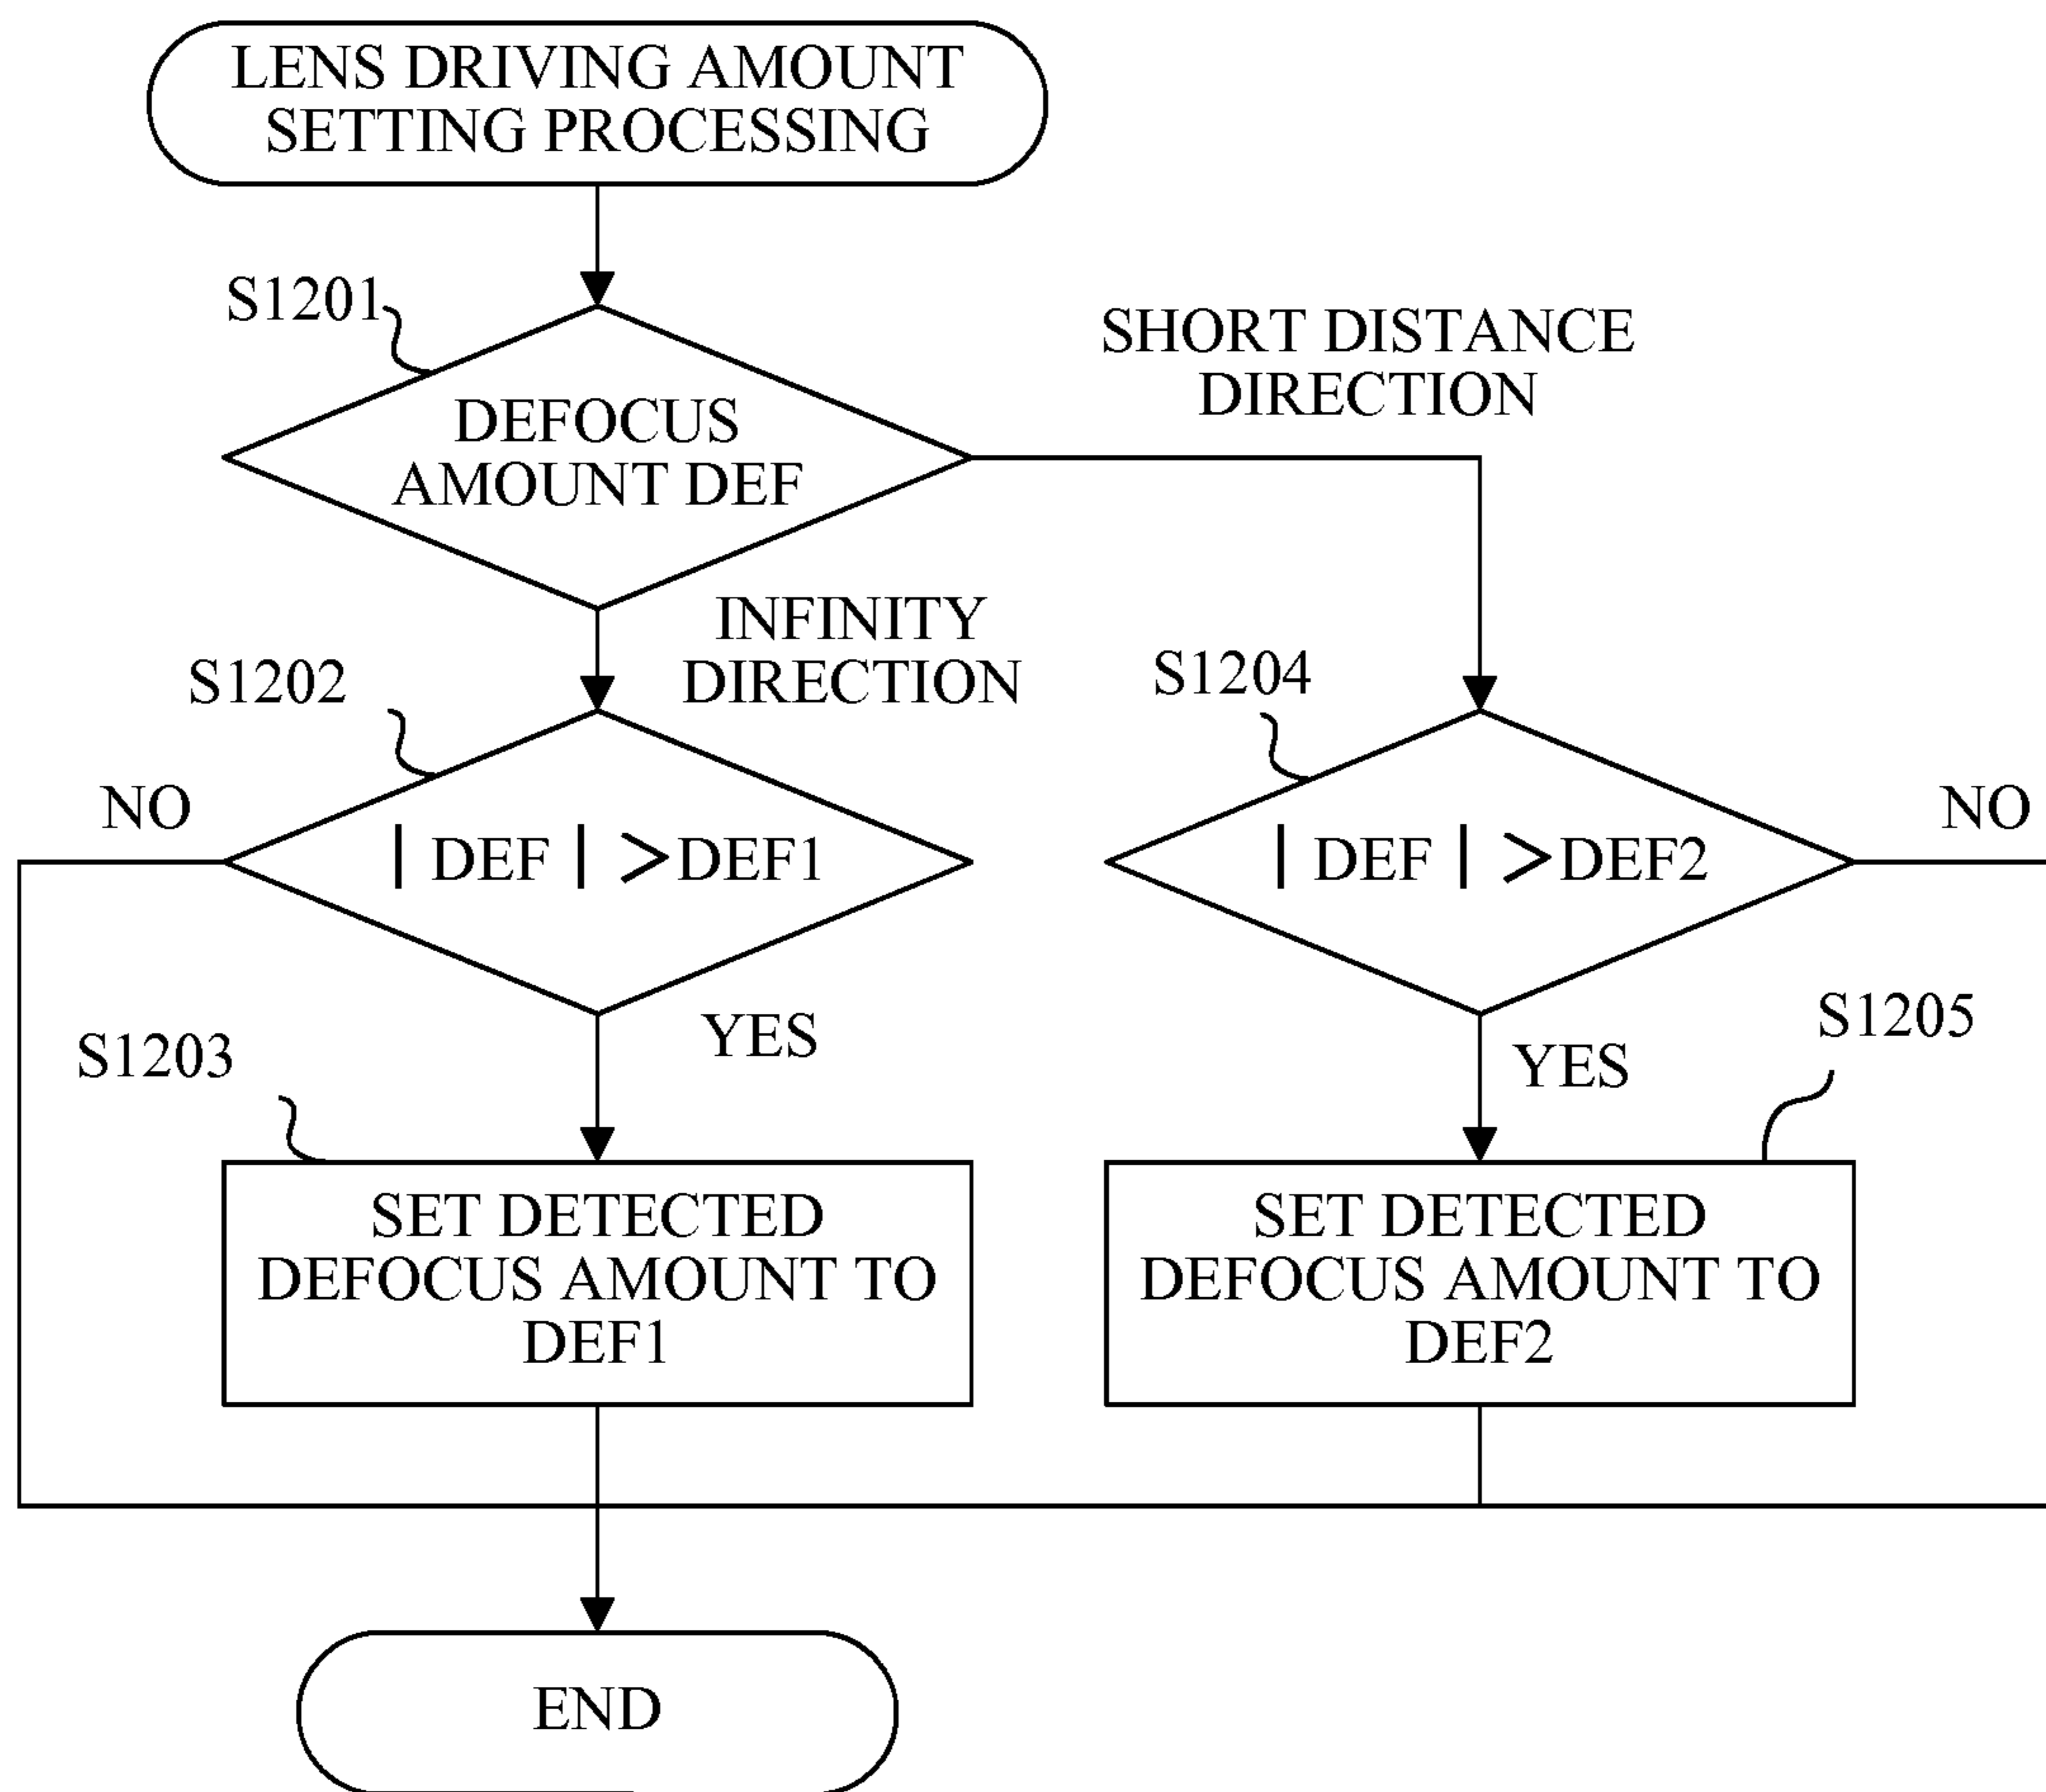 LENS DRIVING AMOUNT
SETTING PROCESSING
S1201
DEFOCUS
AMOUNT DEF
SHORT DISTANCE
DIRECTION
INFINITY
DIRECTION
S1202
S1204
NO
| DEF | >DEF1
| DEF | >DEF2
NO
YES
YES
S1203
S1205
SET DETECTED
DEFOCUS AMOUNT TO
DEF1
SET DETECTED
DEFOCUS AMOUNT TO
DEF2
END